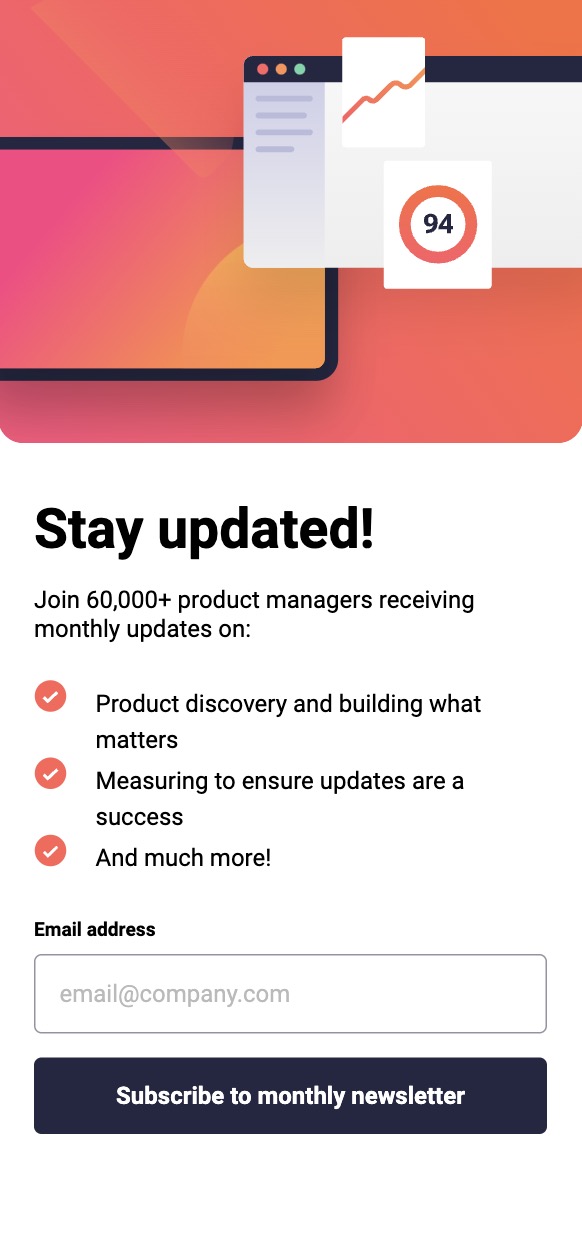 94
Stay updated!
Join 60,000+ product managers receiving
monthly updates on:
Product discovery and building what
matters
Measuring to ensure updates are a
success
And much more!
Email address
email@company.com
Subscribe to monthly newsletter